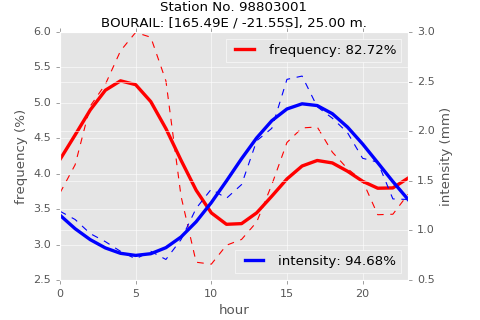 Station No. 98803001
BOURAIL: [165.49E / -21.55S], 25.00 m.
6.0
5.5
5.0
4.5
4.0
3.5
3.0
2.5
frequency (%)
3.0
2.5
2.0
1.5
1.0
0.5
intensity (mm)
frequency: 82.72%
intensity: 94.68%
0 5 10 15 20
hour